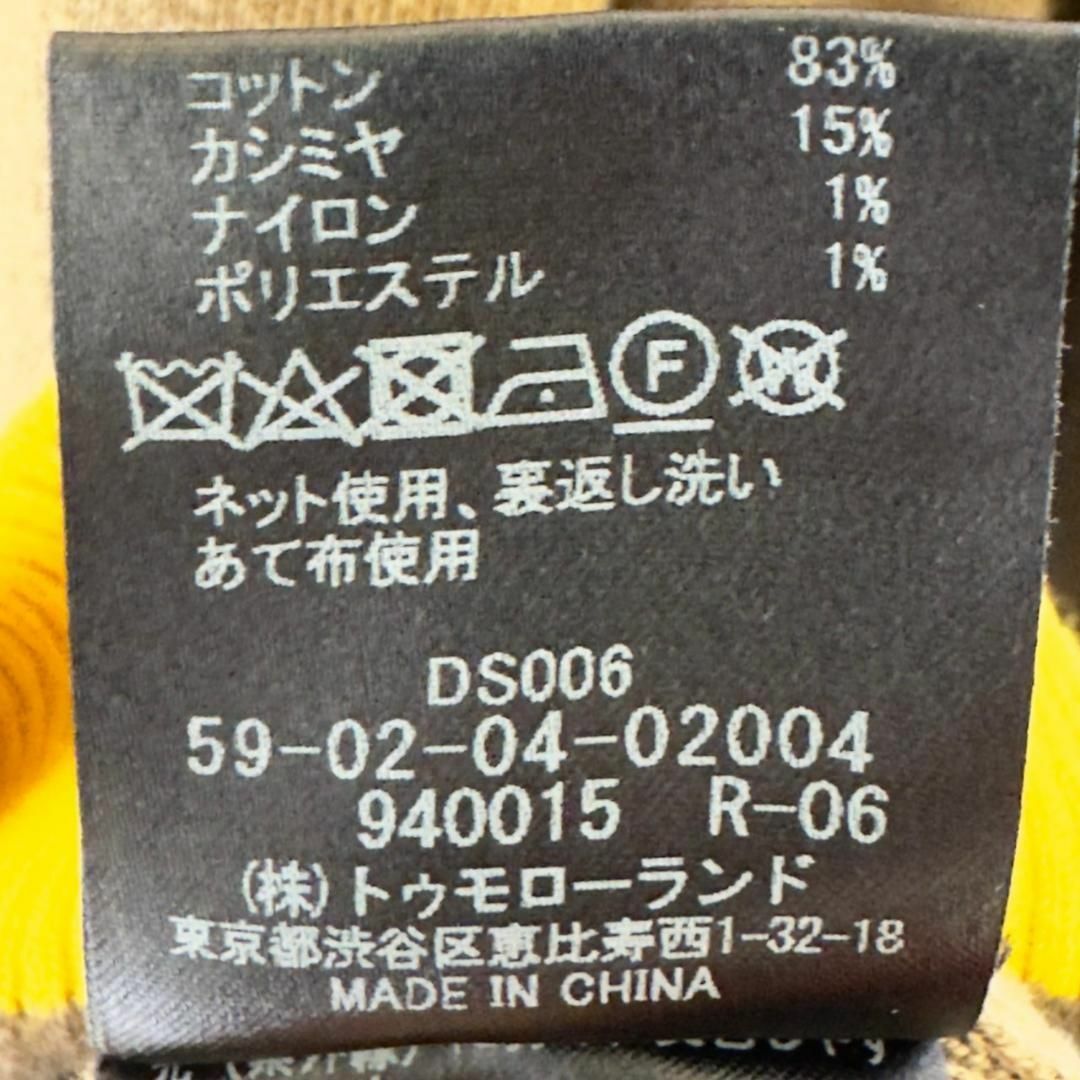 コットン 83%
カシミヤ 15%
ナイロン 1%
ポリエステル 1%
F W
ネット使用、裏返し洗い
あて布使用
DS006
59-02-04-02004
940015 R-06
(株)トゥモローランド
東京都渋谷区恵比寿西1-32-18
MADE IN CHINA